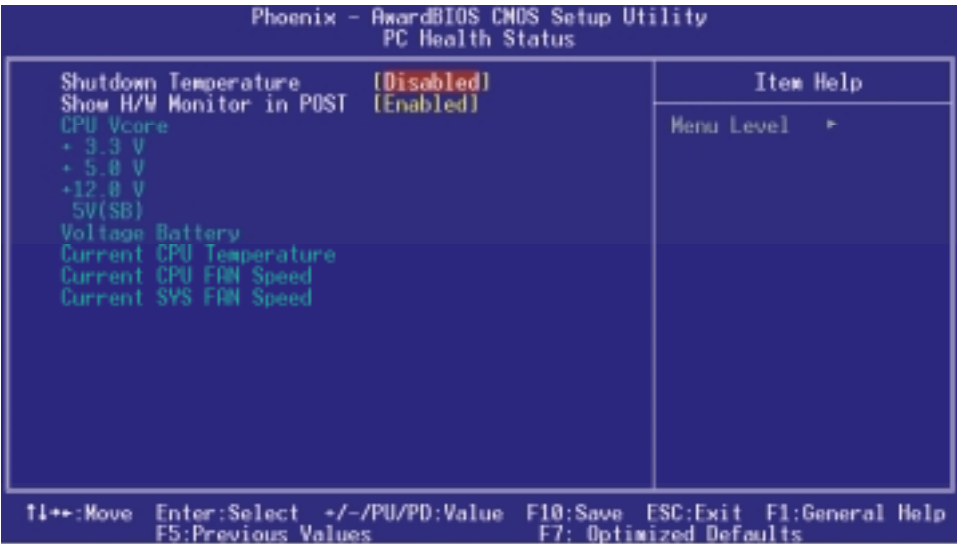 Phoenix - AwardBIOS CMOS Setup Utility
PC Health Status
Shutdown Temperature [Disabled]
Show H/W Monitor in POST [Enabled]
CPU Vcore
+ 3.3 V
+ 5.0 V
+12.0 V
5V(SB)
Voltage Battery
Current CPU Temperature
Current CPU FAN Speed
Current SYS FAN Speed
Item Help
Menu Level ►
↑↓→←:Move Enter:Select +/-/PU/PD:Value F10:Save ESC:Exit F1:General Help
F5:Previous Values F7: Optimized Defaults